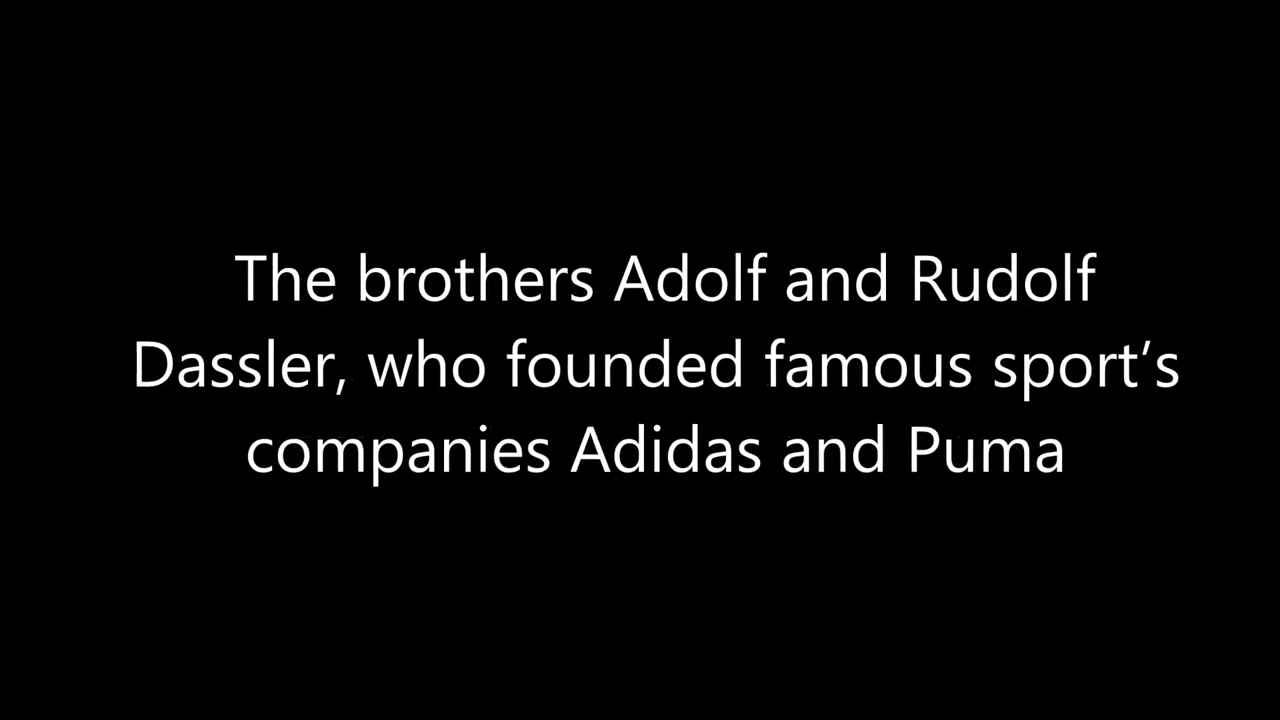 The brothers Adolf and Rudolf
Dassler, who founded famous sport’s
companies Adidas and Puma